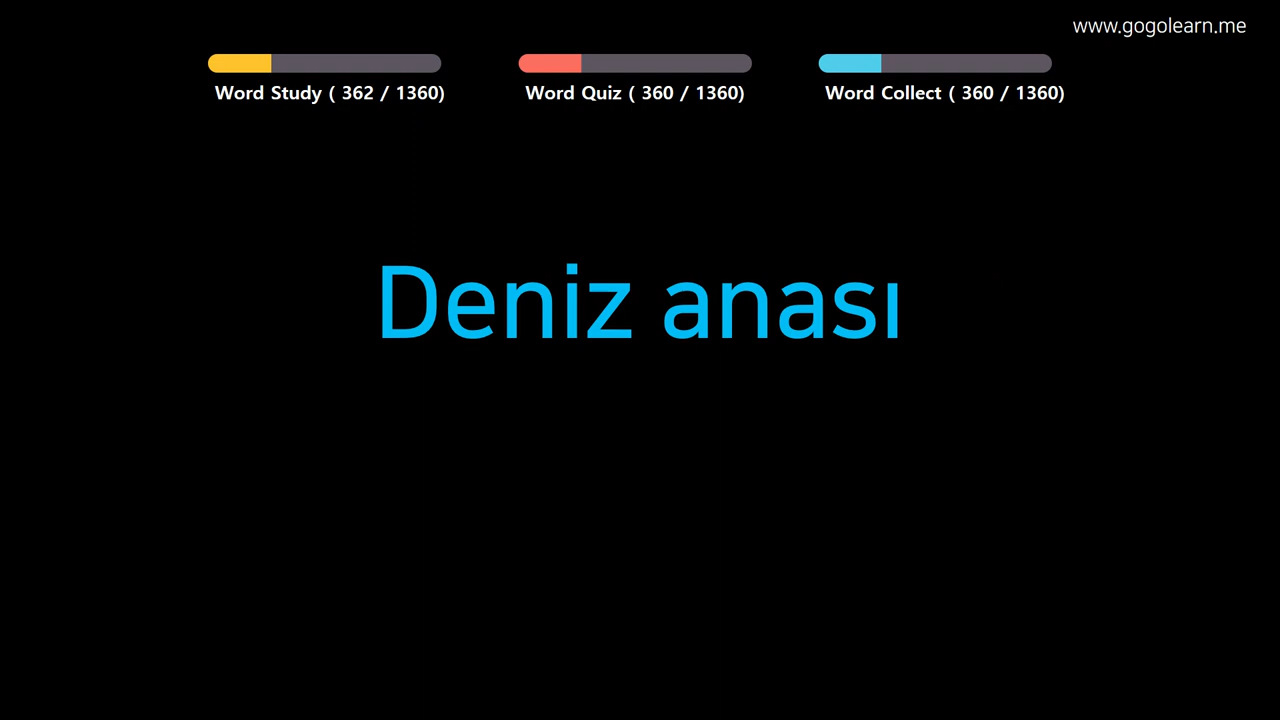 www.gogolearn.me
Word Study ( 362 / 1360)
Word Quiz ( 360 / 1360)
Word Collect ( 360 / 1360)
Deniz anası